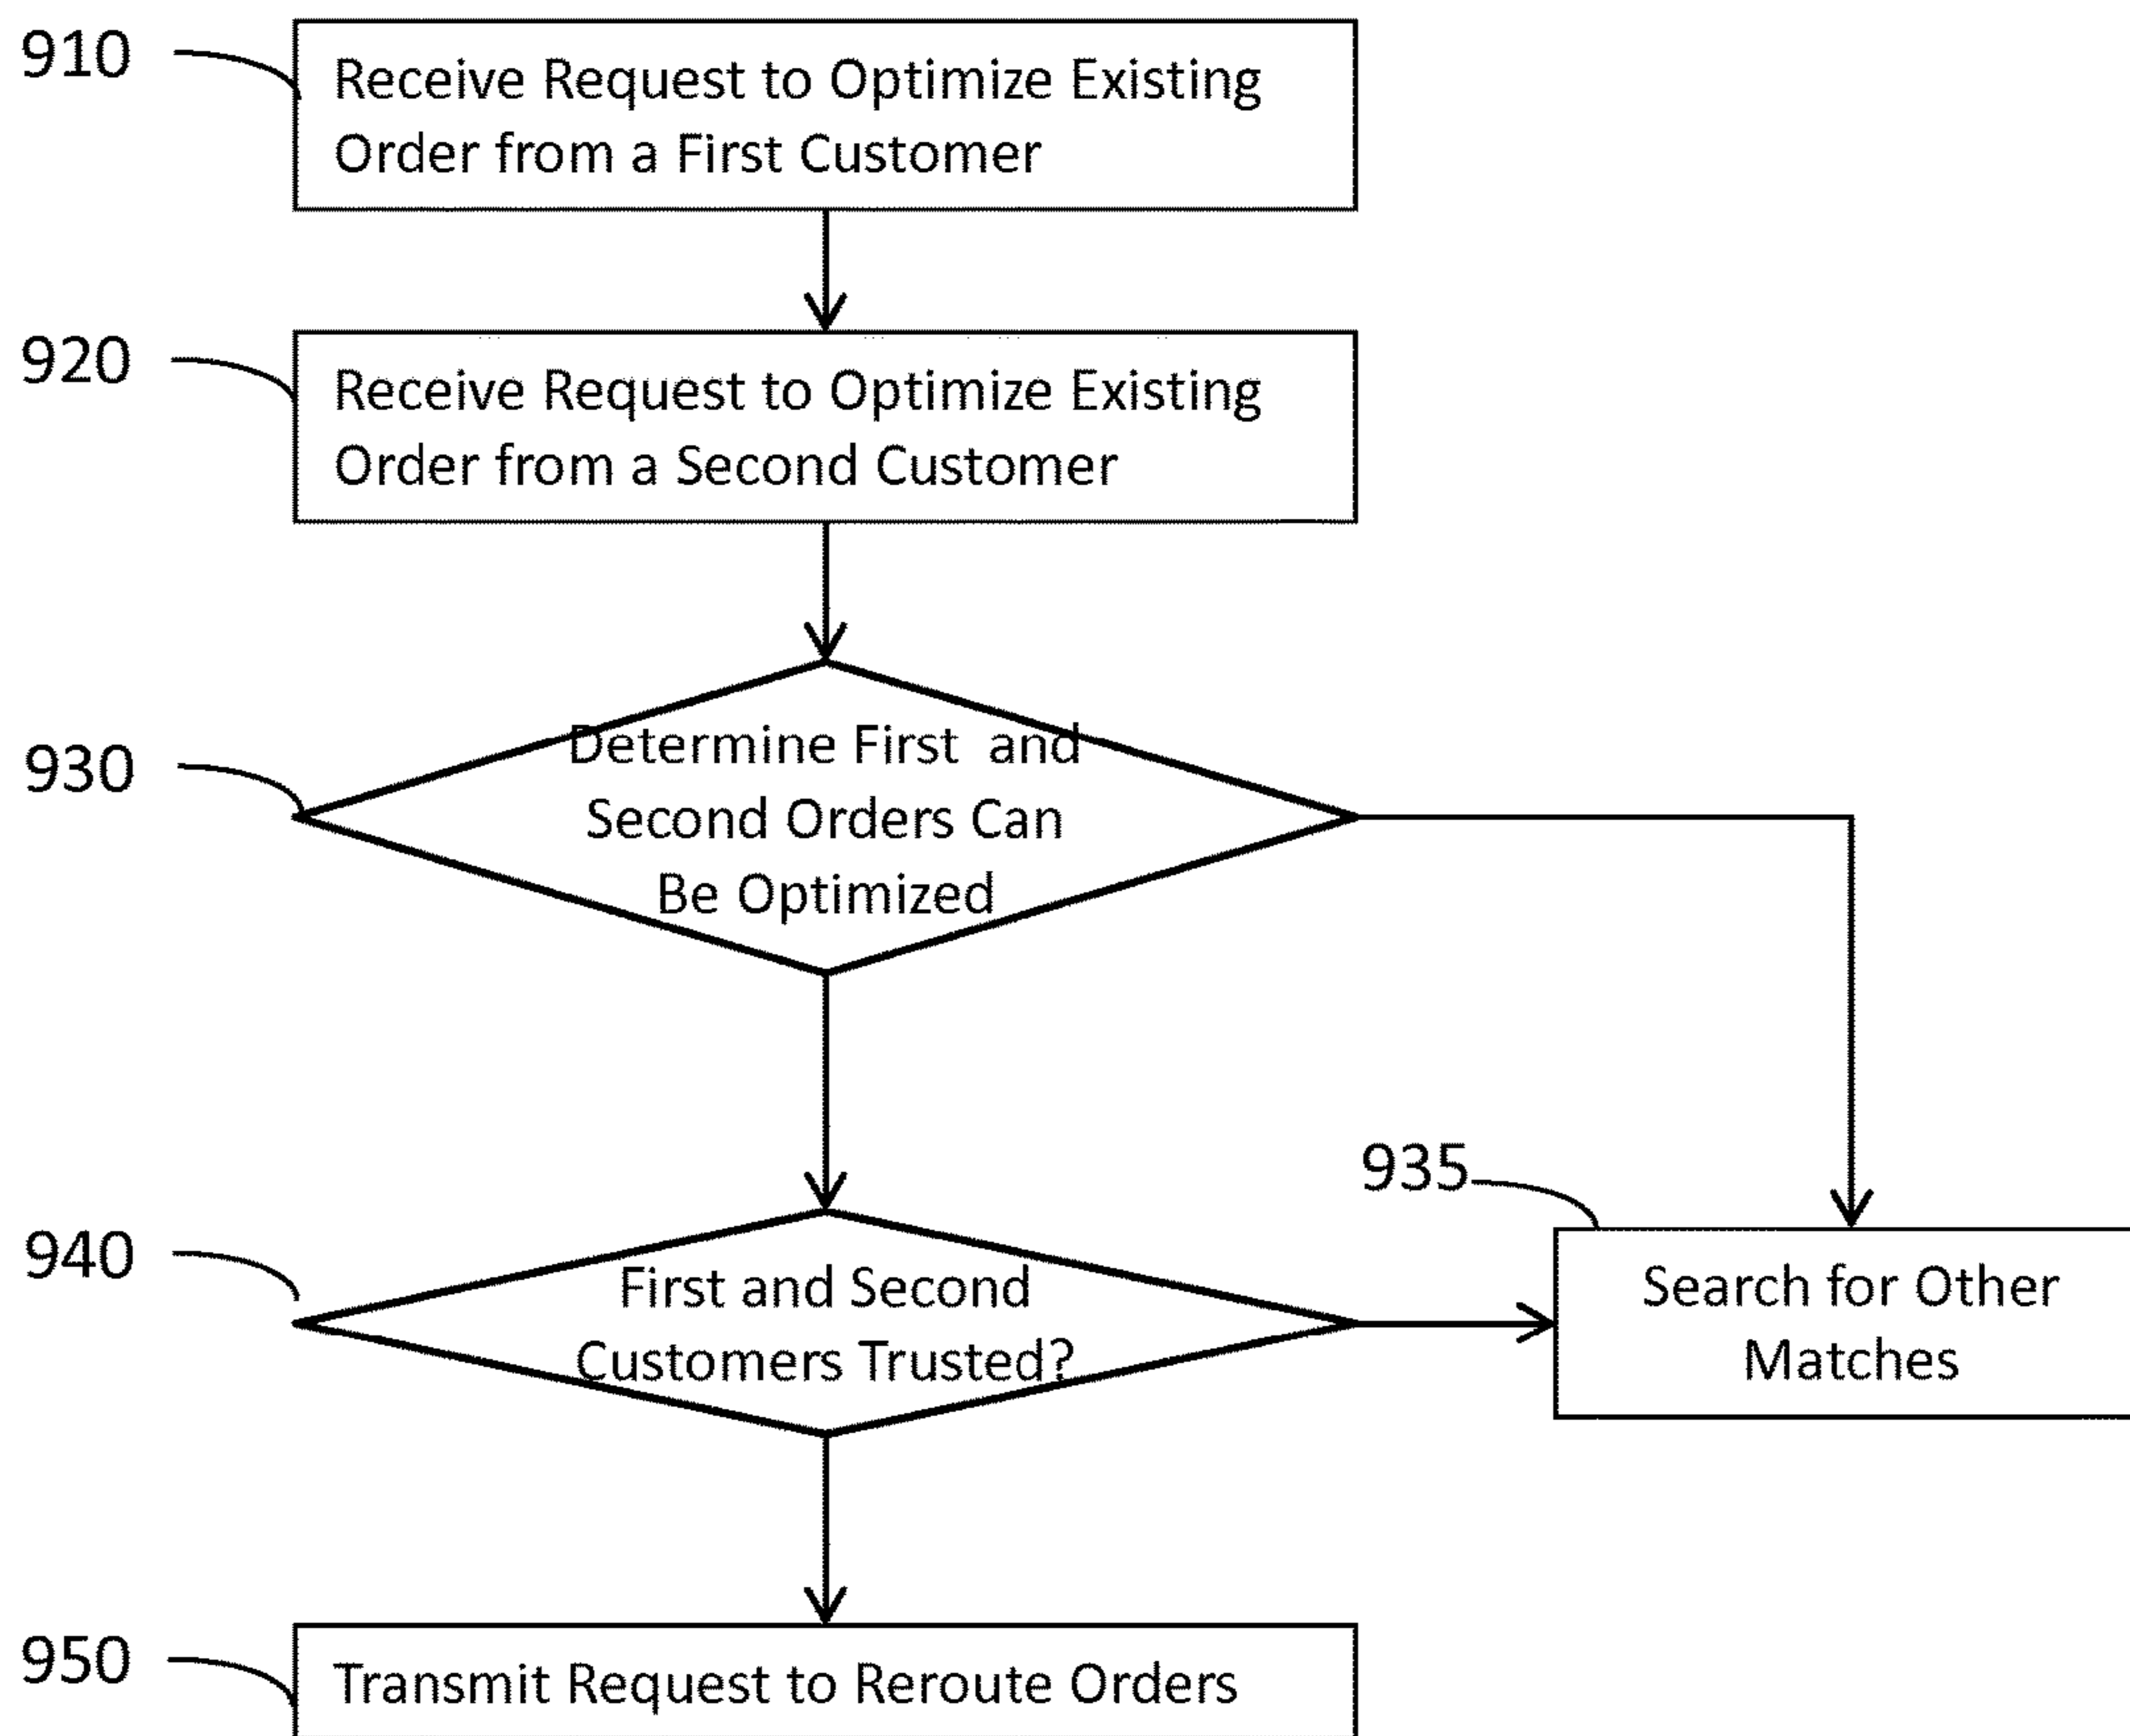 910
Receive Request to Optimize Existing
Order from a First Customer
920
Receive Request to Optimize Existing
Order from a Second Customer
930
Determine First and
Second Orders Can
Be Optimized
935
940
First and Second
Customers Trusted?
Search for Other
Matches
950
Transmit Request to Reroute Orders